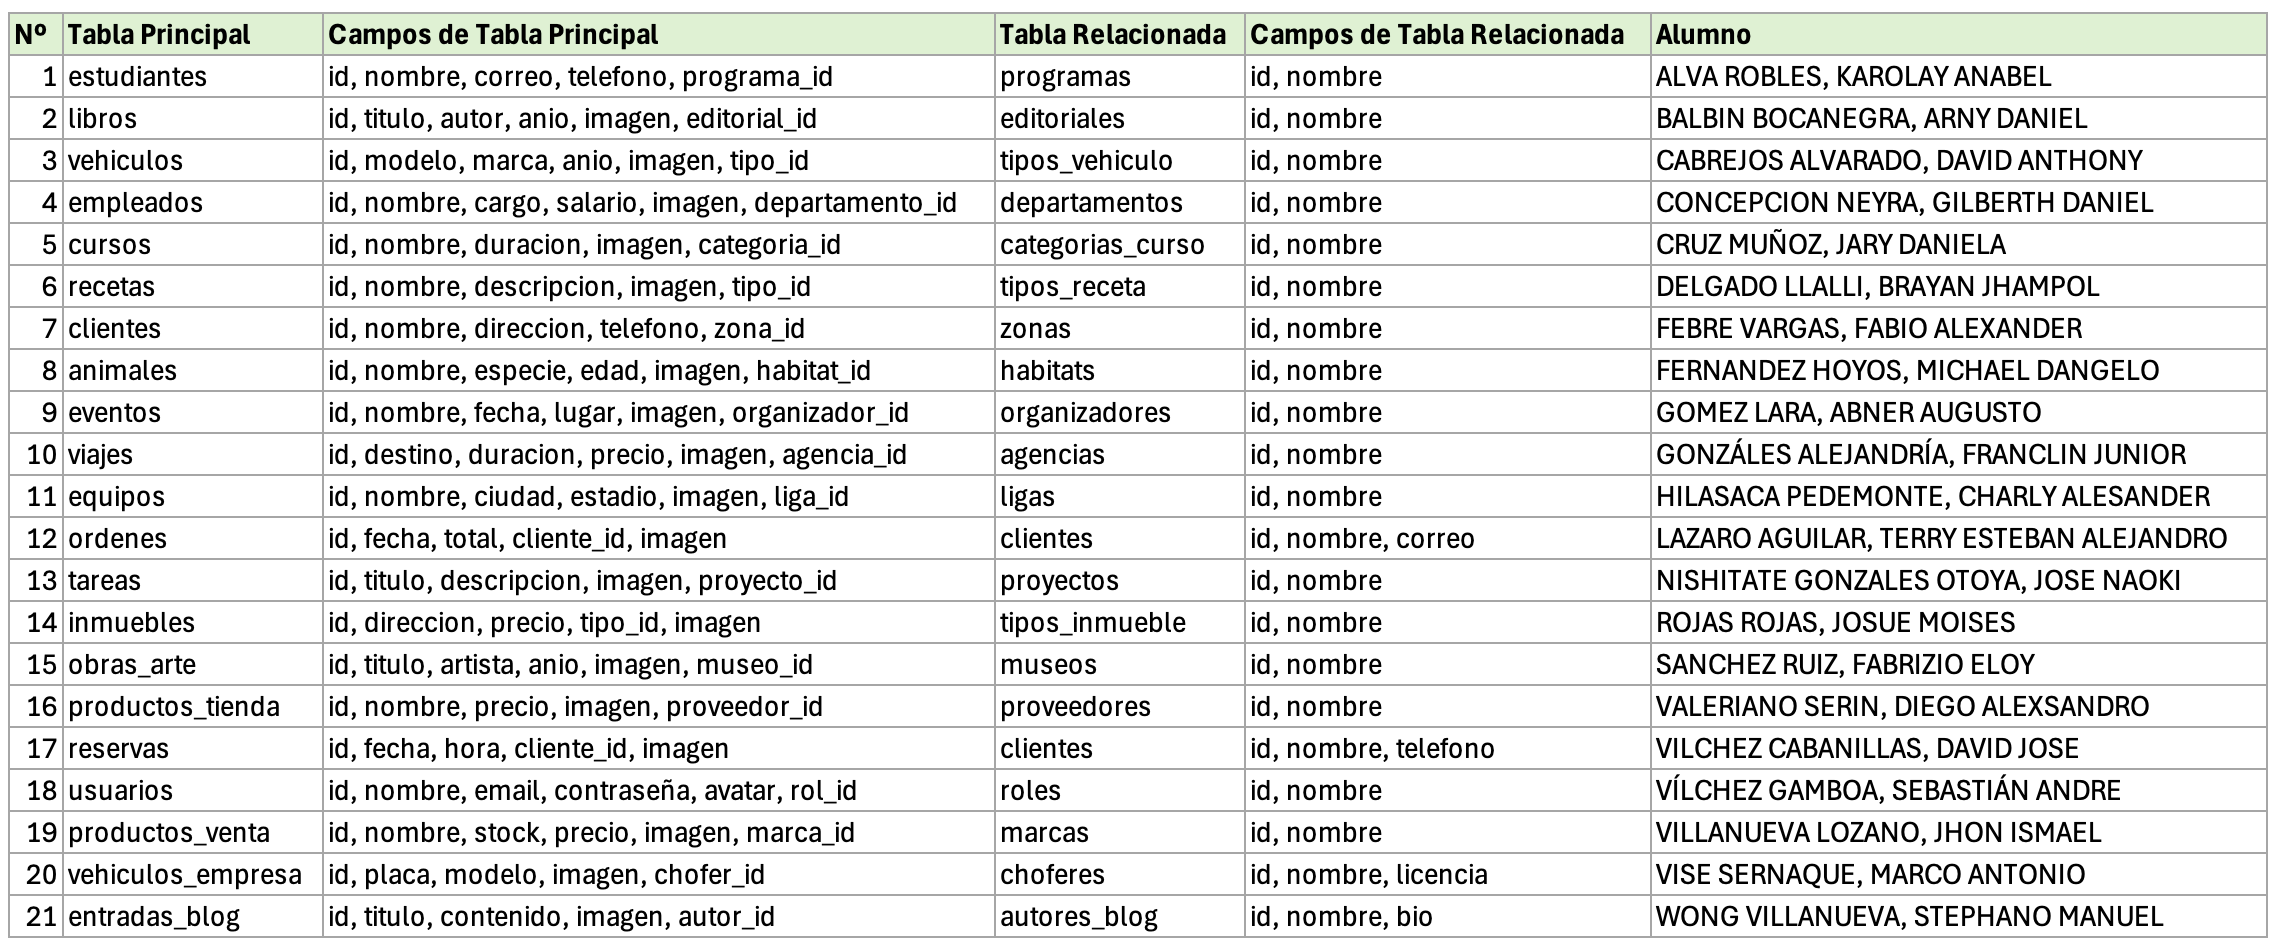 Nº Tabla Principal Campos de Tabla Principal Tabla Relacionada Campos de Tabla Relacionada Alumno
1 estudiantes id, nombre, correo, telefono, programa_id programas id, nombre ALVA ROBLES, KAROLAY ANABEL
2 libros id, titulo, autor, anio, imagen, editorial_id editoriales id, nombre BALBIN BOCANEGRA, ARNY DANIEL
3 vehiculos id, modelo, marca, anio, imagen, tipo_id tipos_vehiculo id, nombre CABREJOS ALVARADO, DAVID ANTHONY
4 empleados id, nombre, cargo, salario, imagen, departamento_id departamentos id, nombre CONCEPCION NEYRA, GILBERTH DANIEL
5 cursos id, nombre, duracion, imagen, categoria_id categorias_curso id, nombre CRUZ MUÑOZ, JARY DANIELA
6 recetas id, nombre, descripcion, imagen, tipo_id tipos_receta id, nombre DELGADO LLALLI, BRAYAN JHAMPOL
7 clientes id, nombre, direccion, telefono, zona_id zonas id, nombre FEBRE VARGAS, FABIO ALEXANDER
8 animales id, nombre, especie, edad, imagen, habitat_id habitats id, nombre FERNANDEZ HOYOS, MICHAEL DANGELO
9 eventos id, nombre, fecha, lugar, imagen, organizador_id organizadores id, nombre GOMEZ LARA, ABNER AUGUSTO
10 viajes id, destino, duracion, precio, imagen, agencia_id agencias id, nombre GONZÁLES ALEJANDRÍA, FRANCLIN JUNIOR
11 equipos id, nombre, ciudad, estadio, imagen, liga_id ligas id, nombre HILASACA PEDEMONTE, CHARLY ALESANDER
12 ordenes id, fecha, total, cliente_id, imagen clientes id, nombre, correo LAZARO AGUILAR, TERRY ESTEBAN ALEJANDRO
13 tareas id, titulo, descripcion, imagen, proyecto_id proyectos id, nombre NISHITATE GONZALES OTOYA, JOSE NAOKI
14 inmuebles id, direccion, precio, tipo_id, imagen tipos_inmueble id, nombre ROJAS ROJAS, JOSUE MOISES
15 obras_arte id, titulo, artista, anio, imagen, museo_id museos id, nombre SANCHEZ RUIZ, FABRIZIO ELOY
16 productos_tienda id, nombre, precio, imagen, proveedor_id proveedores id, nombre VALERIANO SERIN, DIEGO ALEXSANDRO
17 reservas id, fecha, hora, cliente_id, imagen clientes id, nombre, telefono VILCHEZ CABANILLAS, DAVID JOSE
18 usuarios id, nombre, email, contraseña, avatar, rol_id roles id, nombre VÍLCHEZ GAMBOA, SEBASTIÁN ANDRE
19 productos_venta id, nombre, stock, precio, imagen, marca_id marcas id, nombre VILLANUEVA LOZANO, JHON ISMAEL
20 vehiculos_empresa id, placa, modelo, imagen, chofer_id choferes id, nombre, licencia VISE SERNAQUE, MARCO ANTONIO
21 entradas_blog id, titulo, contenido, imagen, autor_id autores_blog id, nombre, bio WONG VILLANUEVA, STEPHANO MANUEL